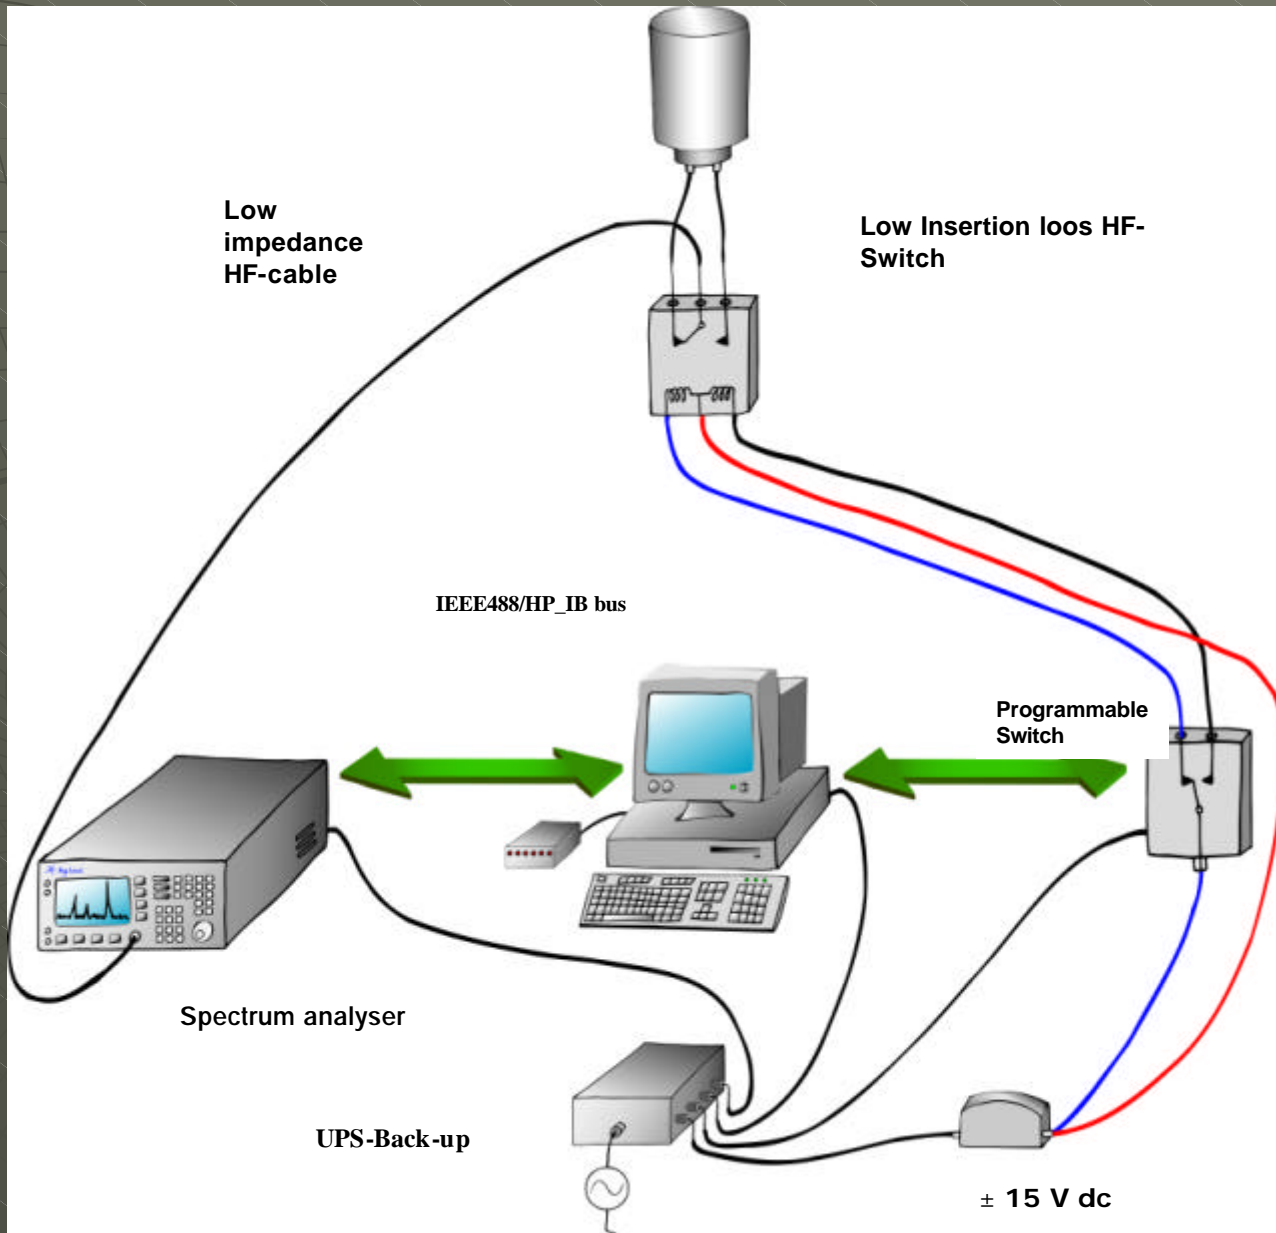 Low
impedance
HF-cable
Low Insertion loos HF-
Switch
IEEE488/HP_IB bus
Programmable
Switch
Spectrum analyser
UPS-Back-up
± 15 V dc